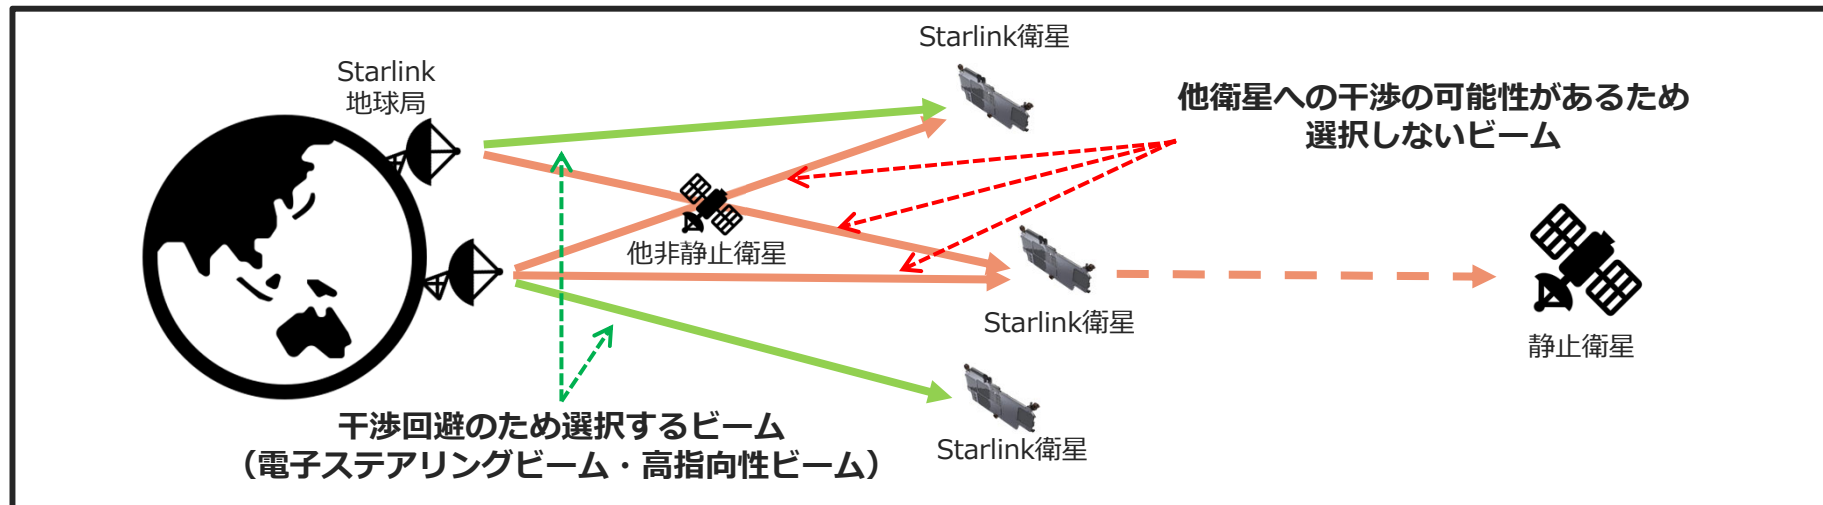 Starlink衛星
Starlink
地球局
他衛星への干渉の可能性があるため
選択しないビーム
他非静止衛星
Starlink衛星
静止衛星
干渉回避のため選択するビーム
（電子ステアリングビーム・高指向性ビーム）
Starlink衛星